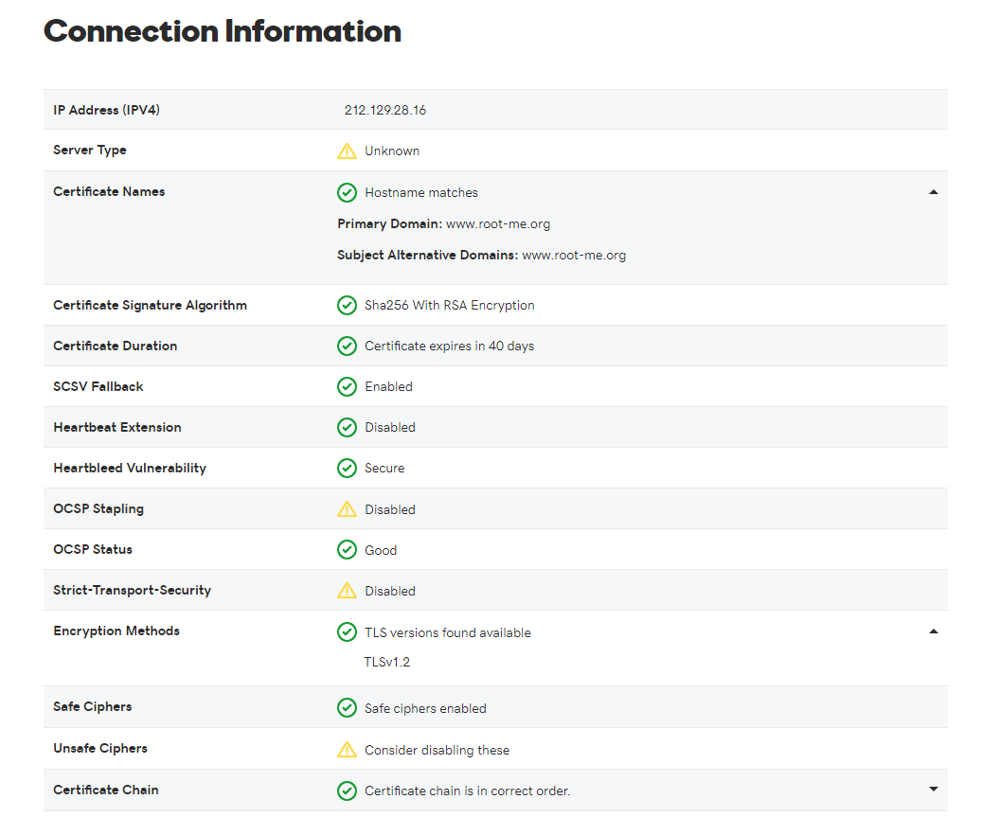 Connection Information
IP Address (IPV4) 212.129.28.16
Server Type Unknown
Certificate Names Hostname matches
Primary Domain: www.root-me.org
Subject Alternative Domains: www.root-me.org
Certificate Signature Algorithm Sha256 With RSA Encryption
Certificate Duration Certificate expires in 40 days
SCSV Fallback Enabled
Heartbeat Extension Disabled
Heartbleed Vulnerability Secure
OCSP Stapling Disabled
OCSP Status Good
Strict-Transport-Security Disabled
Encryption Methods TLS versions found available
TLSv1.2
Safe Ciphers Safe ciphers enabled
Unsafe Ciphers Consider disabling these
Certificate Chain Certificate chain is in correct order.